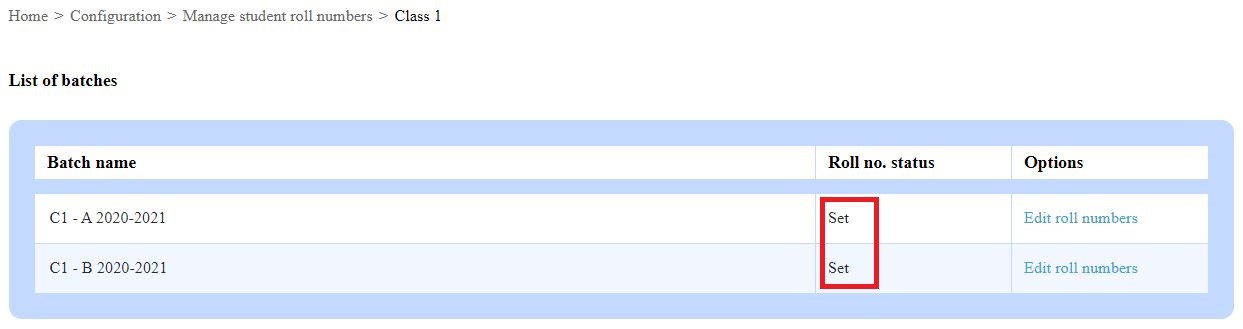 Home > Configuration > Manage student roll numbers > Class 1
List of batches
Batch name Roll no. status Options
C1 - A 2020-2021 Set Edit roll numbers
C1 - B 2020-2021 Set Edit roll numbers